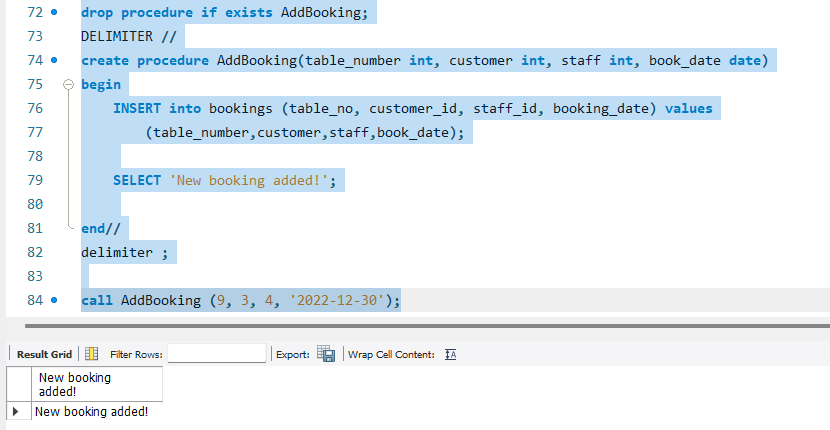 72 drop procedure if exists AddBooking;
73 DELIMITER //
74 create procedure AddBooking(table_number int, customer int, staff int, book_date date)
75 begin
76 INSERT into bookings (table_no, customer_id, staff_id, booking_date) values
77 (table_number,customer,staff,book_date);
78
79 SELECT 'New booking added!';
80
81 end//
82 delimiter ;
83
84 call AddBooking (9, 3, 4, '2022-12-30');
Result Grid Filter Rows: Export: Wrap Cell Content: IA
New booking
added!
New booking added!